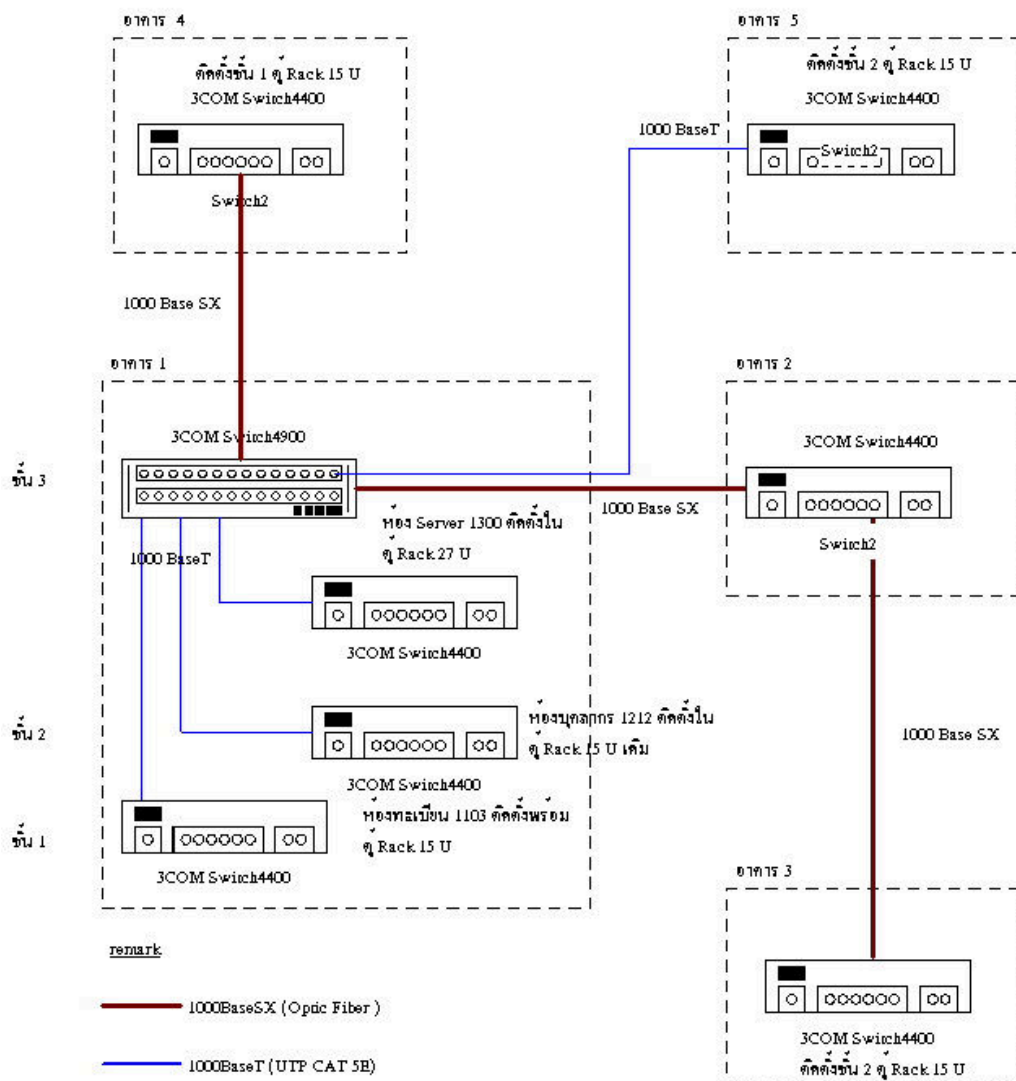 อาคาร 4
ติดตั้งชั้น 1 ตู้ Rack 15 U
3COM Switch4400
Switch2
1000 Base SX
อาคาร 5
ติดตั้งชั้น 2 ตู้ Rack 15 U
3COM Switch4400
1000 BaseT
Switch2
อาคาร 1
3COM Switch4900
ชั้น 3
1000 BaseT
ห้อง Server 1300 ติดตั้งใน
ตู้ Rack 27 U
3COM Switch4400
1000 Base SX
อาคาร 2
3COM Switch4400
Switch2
ชั้น 2
ห้องบุคลากร 1212 ติดตั้งใน
ตู้ Rack 15 U เดิม
3COM Switch4400
1000 Base SX
ชั้น 1
ห้องทะเบียน 1103 ติดตั้งพร้อม
ตู้ Rack 15 U
3COM Switch4400
อาคาร 3
3COM Switch4400
ติดตั้งชั้น 2 ตู้ Rack 15 U
remark
1000BaseSX ( Optic Fiber )
1000BaseT (UTP CAT 5E)